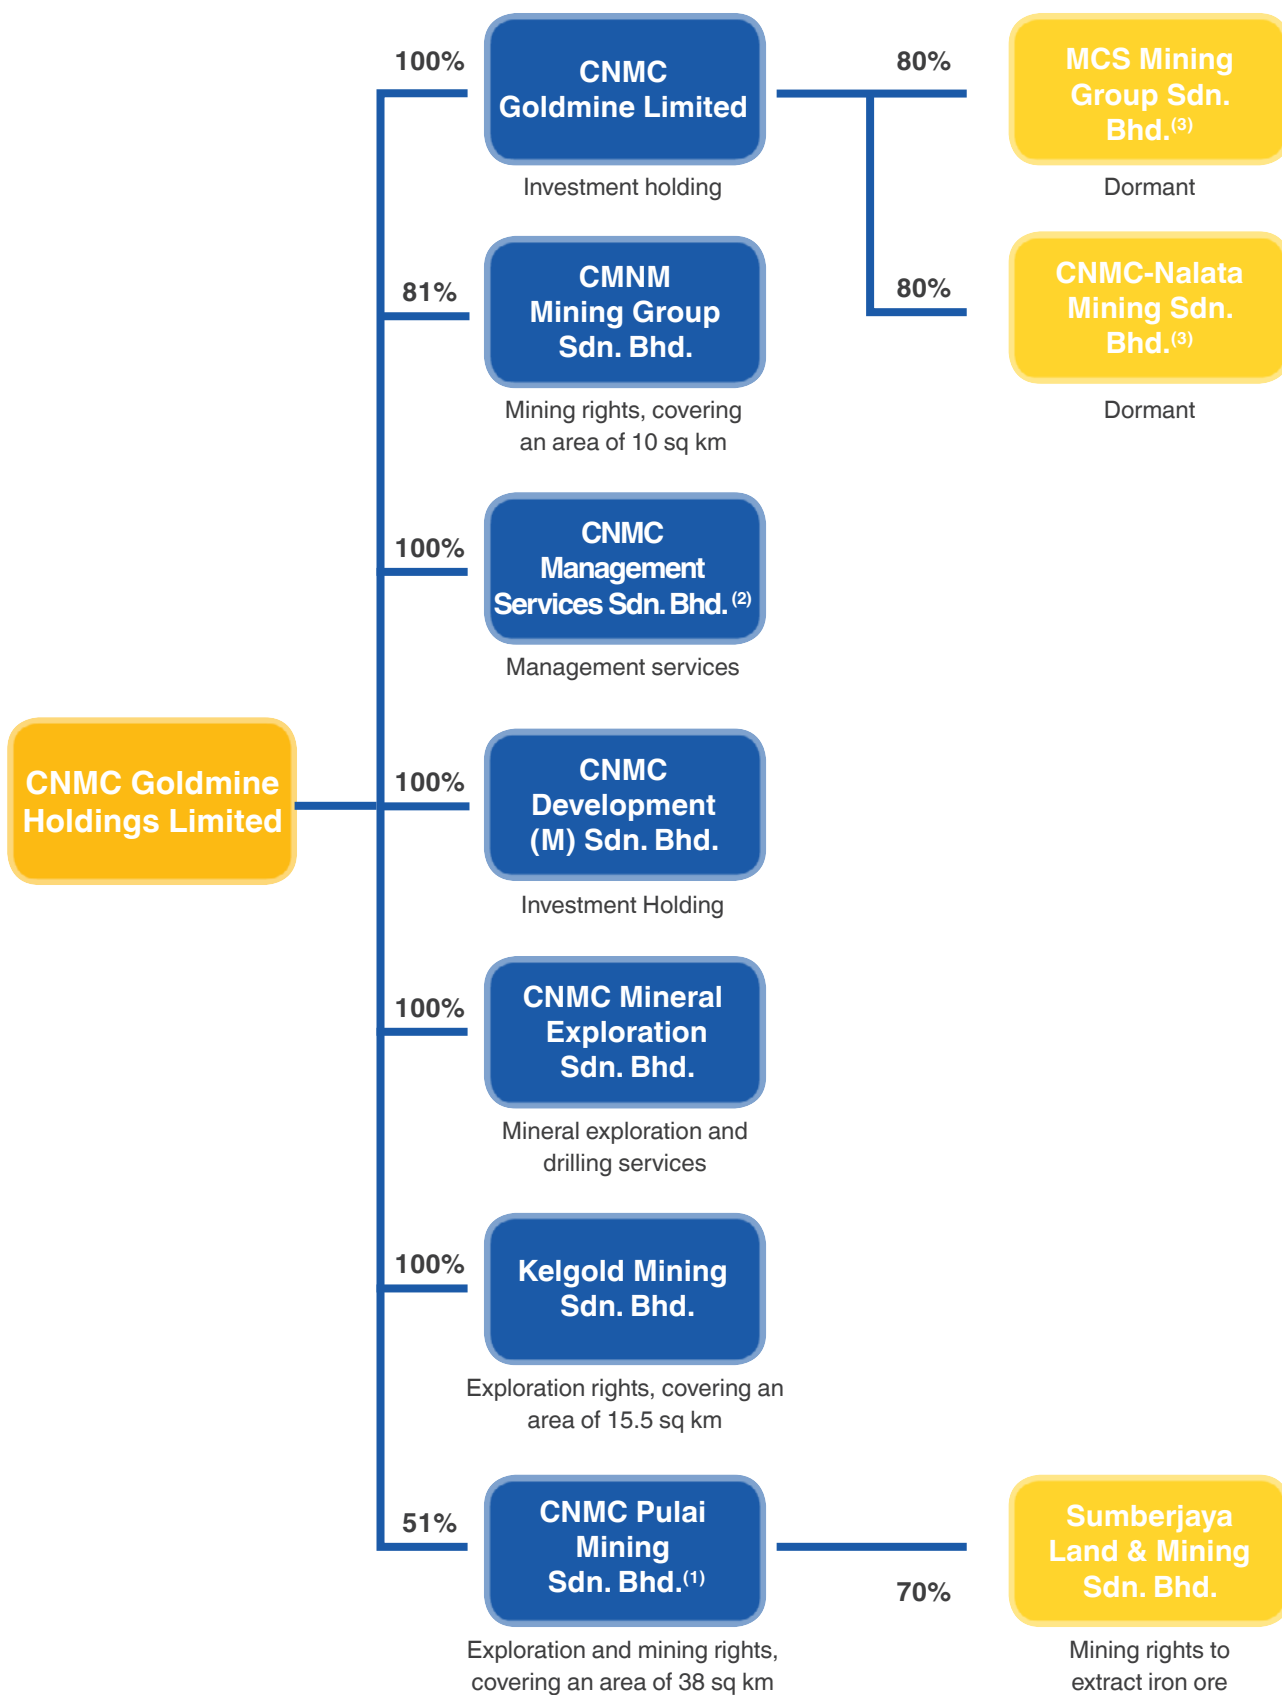 100%
CNMC
Goldmine Limited
Investment holding
80%
MCS Mining
Group Sdn.
Bhd.(3)
Dormant
81%
CMNM
Mining Group
Sdn. Bhd.
Mining rights, covering
an area of 10 sq km
80%
CNMC-Nalata
Mining Sdn.
Bhd.(3)
Dormant
100%
CNMC
Management
Services Sdn. Bhd. (2)
Management services
CNMC Goldmine
Holdings Limited
100%
CNMC
Development
(M) Sdn. Bhd.
Investment Holding
100%
CNMC Mineral
Exploration
Sdn. Bhd.
Mineral exploration and
drilling services
100%
Kelgold Mining
Sdn. Bhd.
Exploration rights, covering an
area of 15.5 sq km
51%
CNMC Pulai
Mining
Sdn. Bhd.(1)
Exploration and mining rights,
covering an area of 38 sq km
70%
Sumberjaya
Land & Mining
Sdn. Bhd.
Mining rights to
extract iron ore